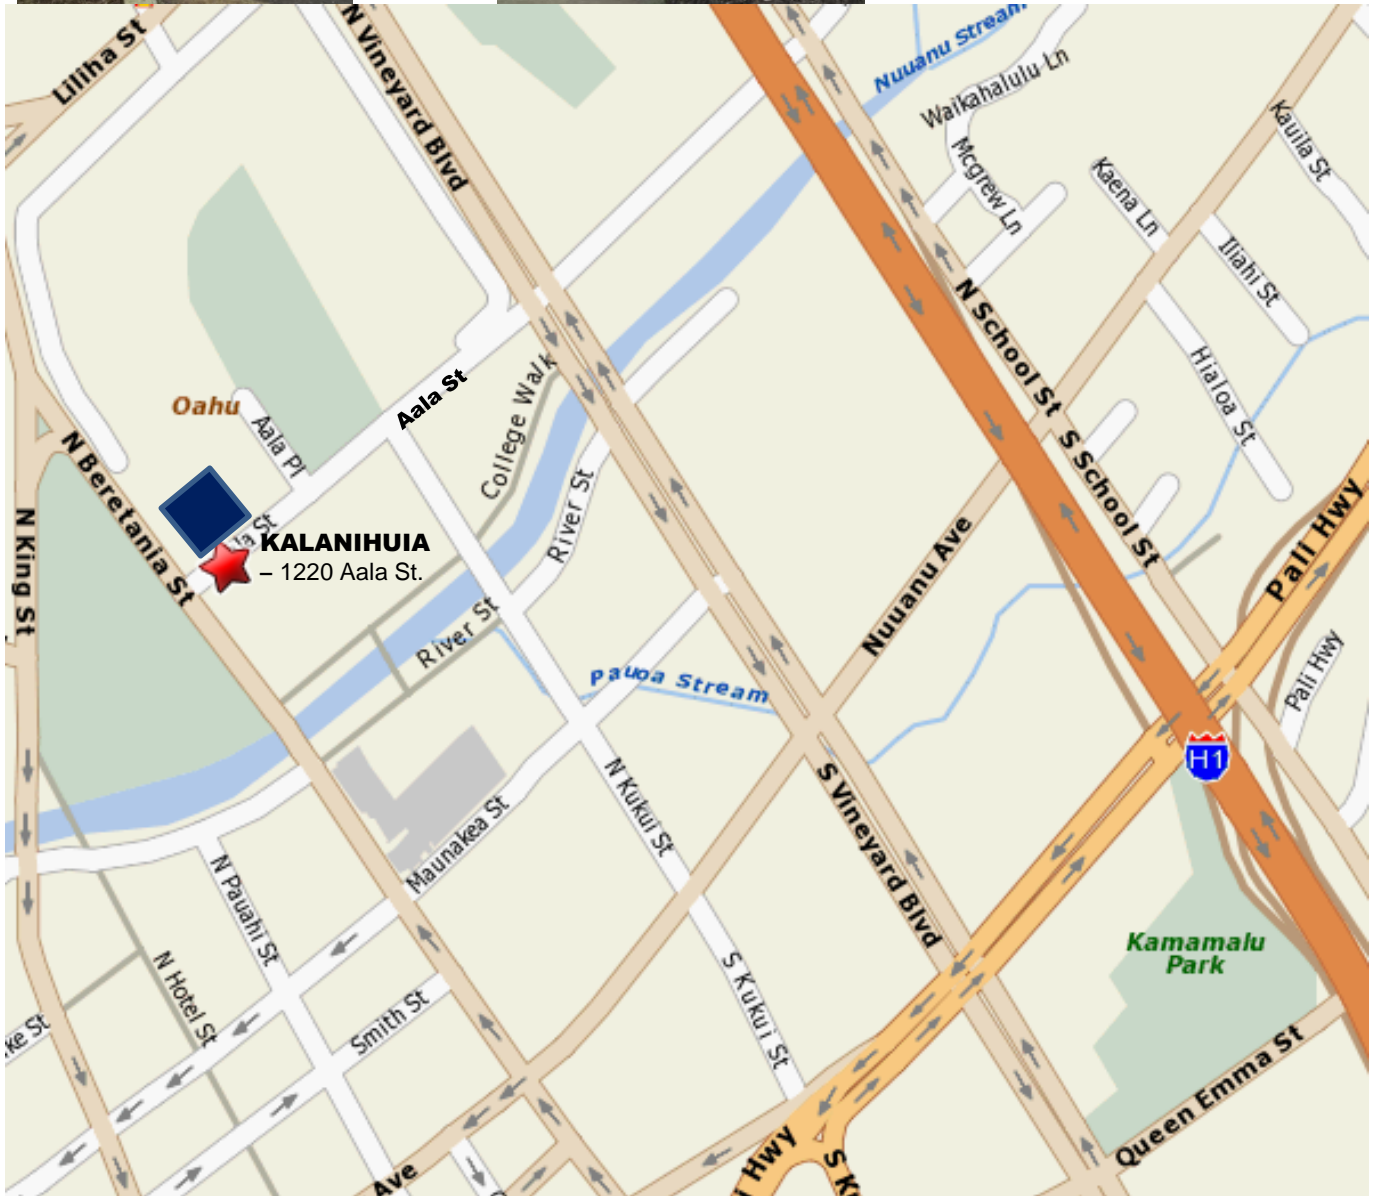 Liliha St
N Vineyard Blvd
Nuuanu Stream
Waikahalulu Ln
Mcgrew Ln
Kauila St
Kaena Ln
Iliahi St
N School St
Hialoa St
Oahu
Aala Pl
Aala St
College Walk
N Beretania St
N King St
KALANIHUIA
– 1220 Aala St.
River St
River St
S School St
Pali Hwy
Nuuanu Ave
Pauoa Stream
Pali Hwy
H1
N Kukui St
S Vineyard Blvd
Maunakea St
N Pauahi St
N Hotel St
Smith St
S Kukui St
Kamamalu
Park
ke St
Queen Emma St
Ave
Hwy